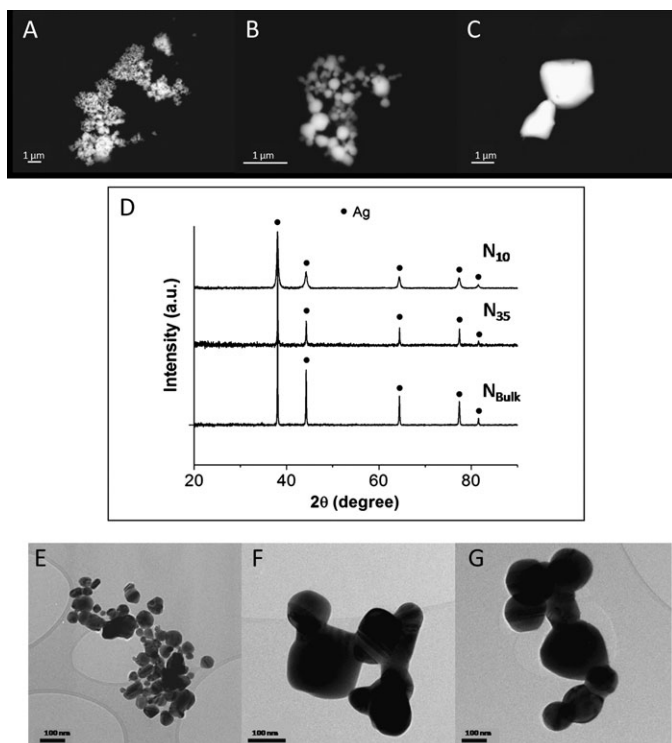 A
B
C
1 µm
1 µm
1 µm
D
● Ag
N10
N35
NBulk
Intensity (a.u.)
20 40 60 80
2θ (degree)
E
F
G
100 nm
100 nm
100 nm